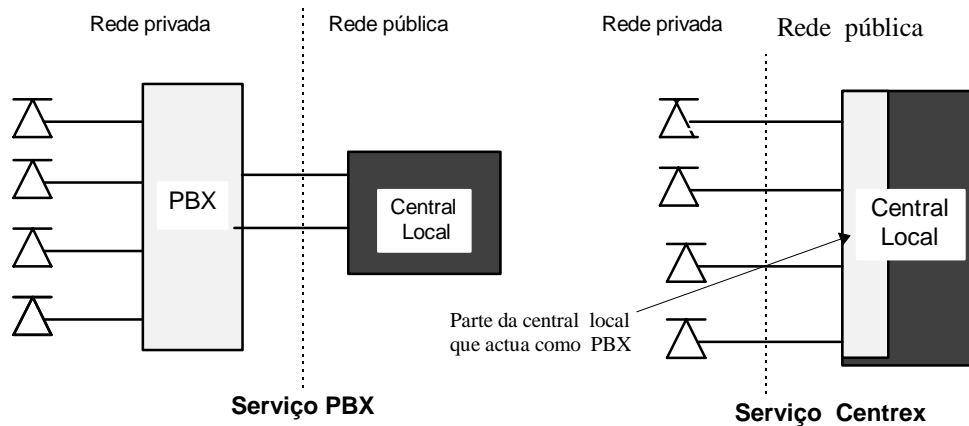 Rede privada
Rede pública
PBX
Central
Local
Serviço PBX
Rede privada
Rede pública
Central
Local
Parte da central local
que actua como PBX
Serviço Centrex